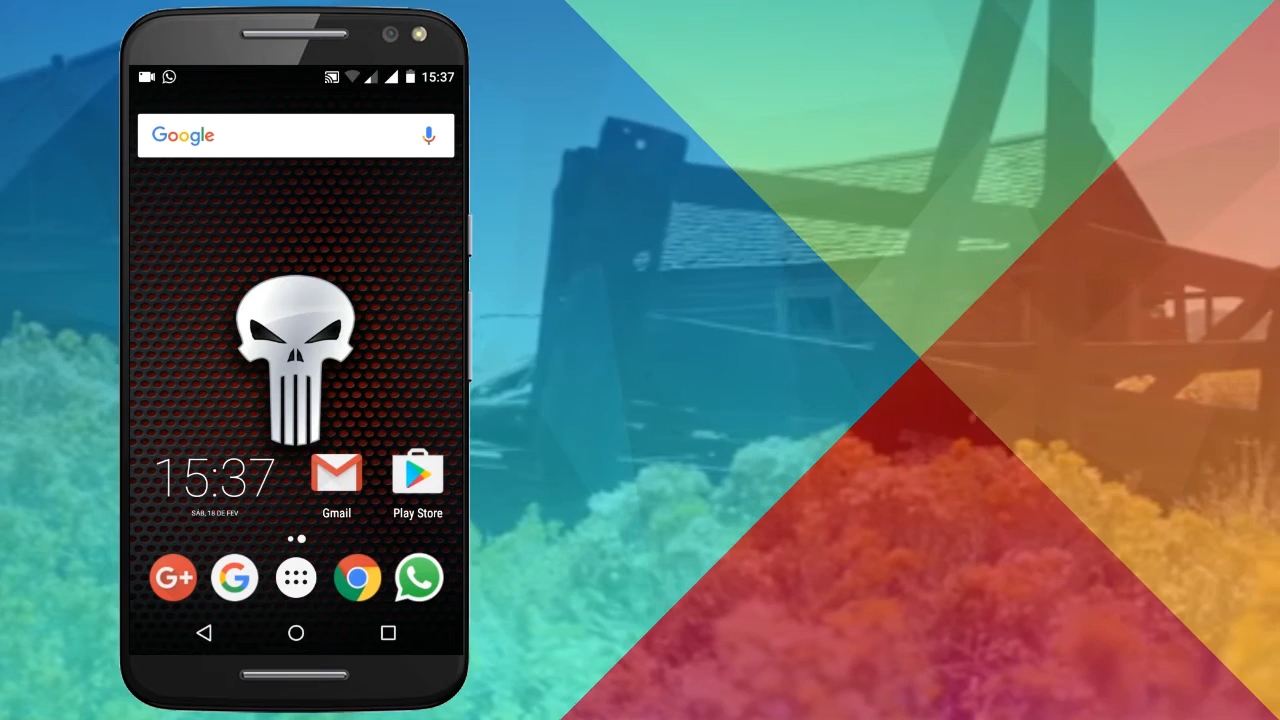 15:37
Google
15:37
SÁB, 18 DE FEV
Gmail
Play Store
G+
G